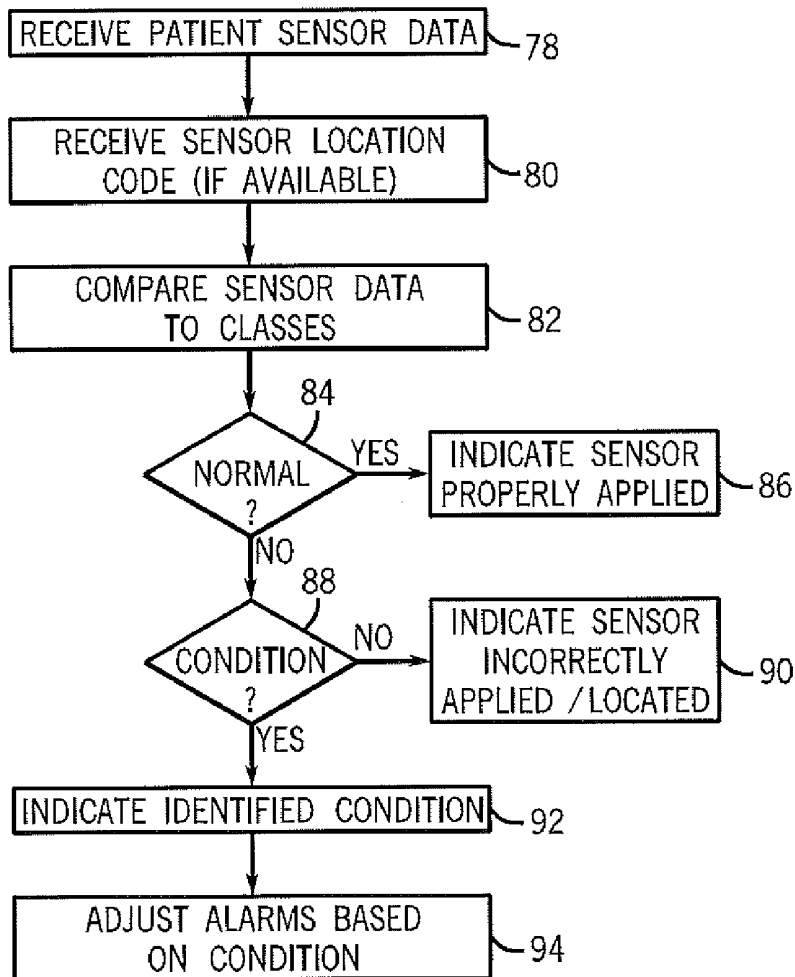 RECEIVE PATIENT SENSOR DATA
78
RECEIVE SENSOR LOCATION
CODE (IF AVAILABLE)
80
COMPARE SENSOR DATA
TO CLASSES
82
84
NORMAL
?
YES
INDICATE SENSOR
PROPERLY APPLIED
86
NO
88
CONDITION
?
NO
INDICATE SENSOR
INCORRECTLY
APPLIED /LOCATED
90
YES
INDICATE IDENTIFIED CONDITION
92
ADJUST ALARMS BASED
ON CONDITION
94